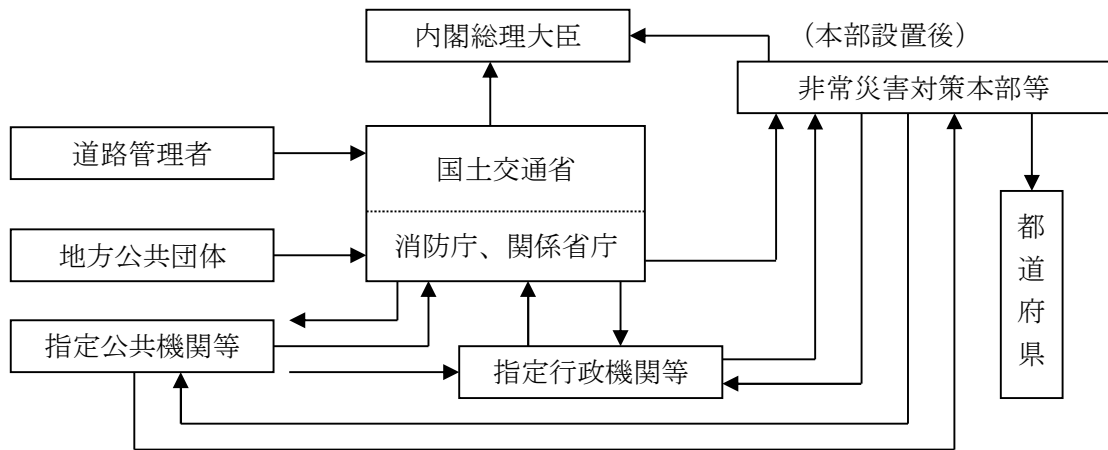 内閣総理大臣
（本部設置後）
非常災害対策本部等
道路管理者
国土交通省
地方公共団体
消防庁、関係省庁
都道府県
指定公共機関等
指定行政機関等